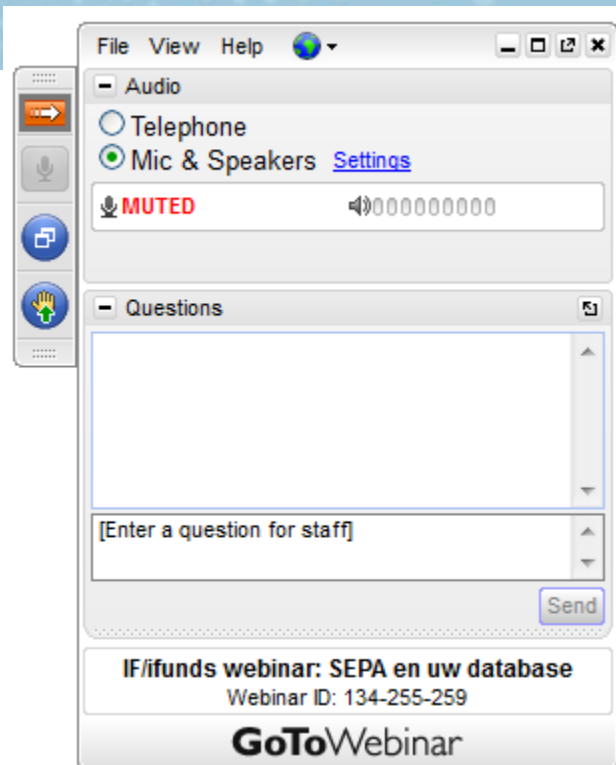 File View Help
Audio
Telephone
Mic & Speakers Settings
MUTED
Questions
[Enter a question for staff]
Send
IF/ifunds webinar: SEPA en uw database
Webinar ID: 134-255-259
GoToWebinar